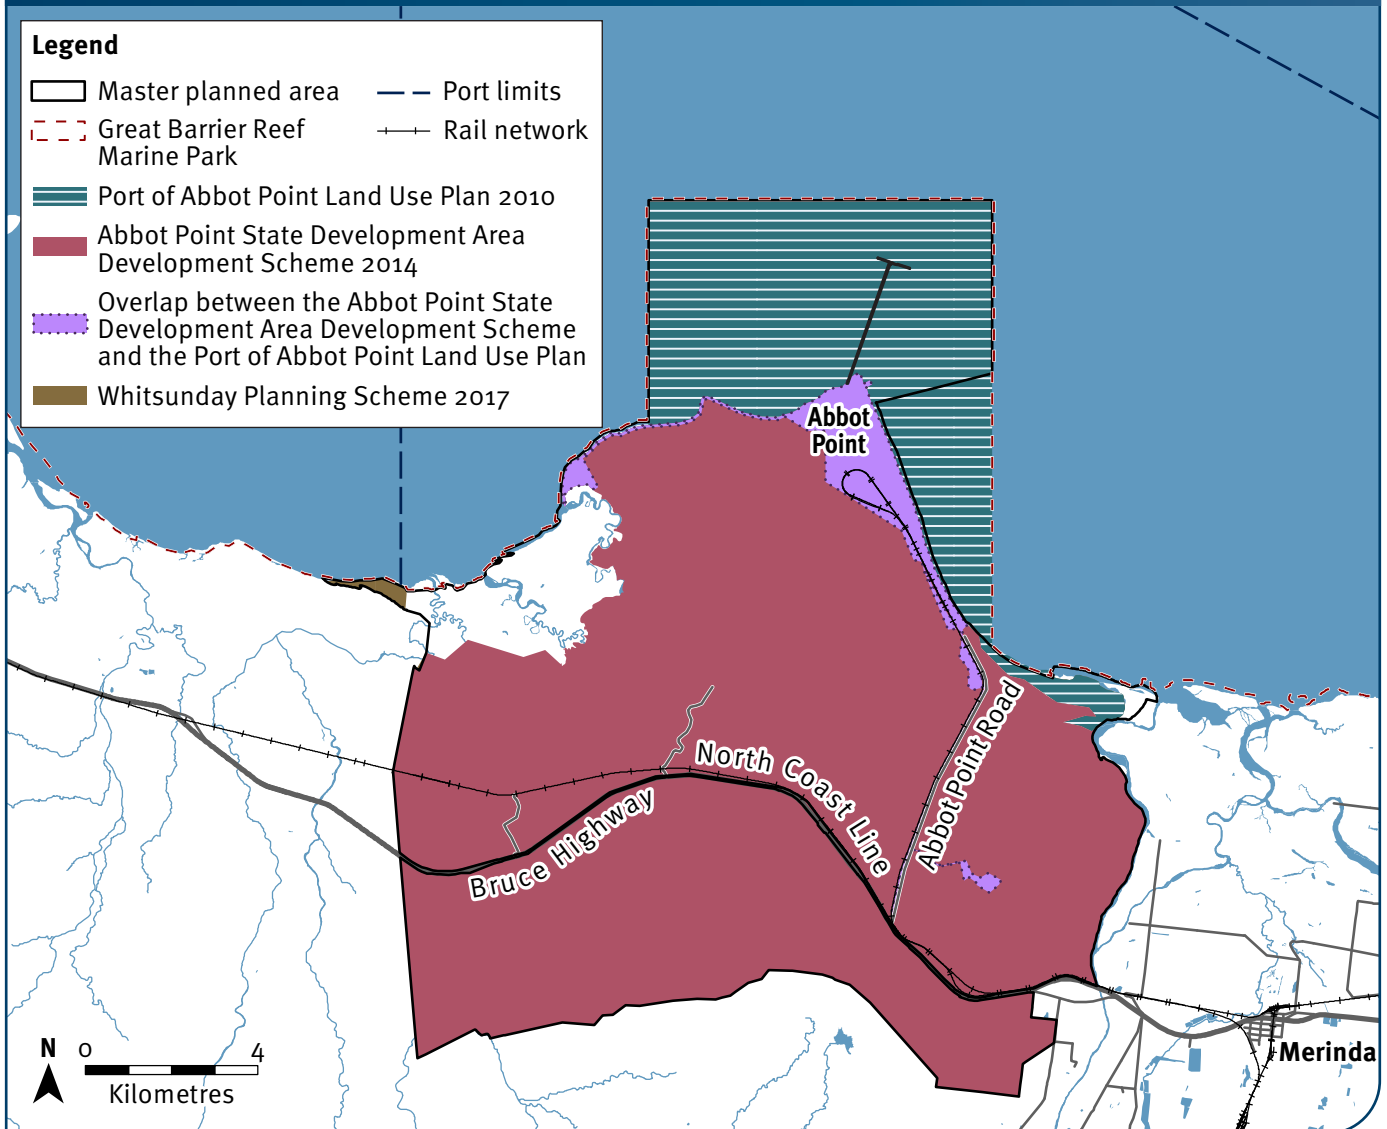 Legend
Master planned area
Port limits
Great Barrier Reef
Marine Park
Rail network
Port of Abbot Point Land Use Plan 2010
Abbot Point State Development Area
Development Scheme 2014
Overlap between the Abbot Point State
Development Area Development Scheme
and the Port of Abbot Point Land Use Plan
Whitsunday Planning Scheme 2017
Abbot
Point
North Coast Line
Abbot Point Road
Bruce Highway
Merinda
N
0
4
Kilometres